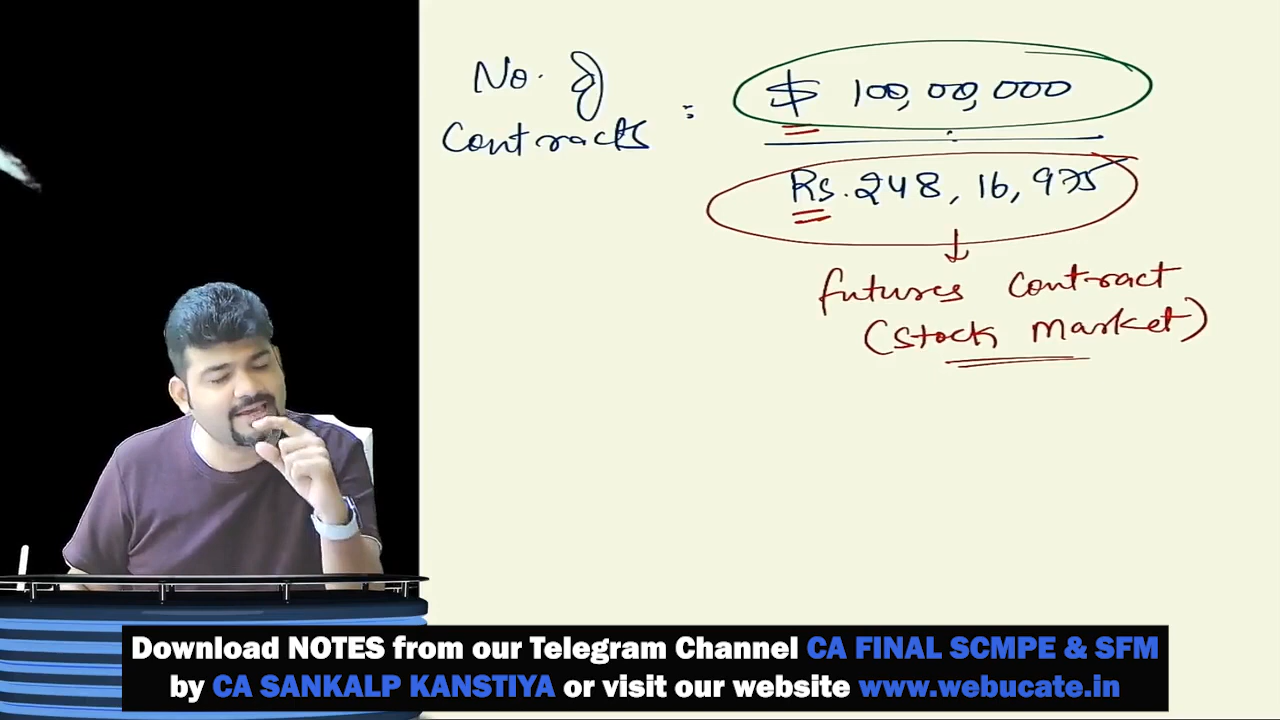 No. of
Contracts
:
$ 100,00,000
Rs. 248, 16, 975
futures Contract
(Stock Market)
Download NOTES from our Telegram Channel CA FINAL SCMPE & SFM
by CA SANKALP KANSTIYA or visit our website www.webucate.in